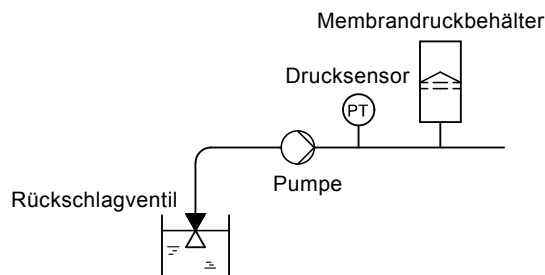 Membrandruckbehälter
Drucksensor
PT
Pumpe
Rückschlagventil